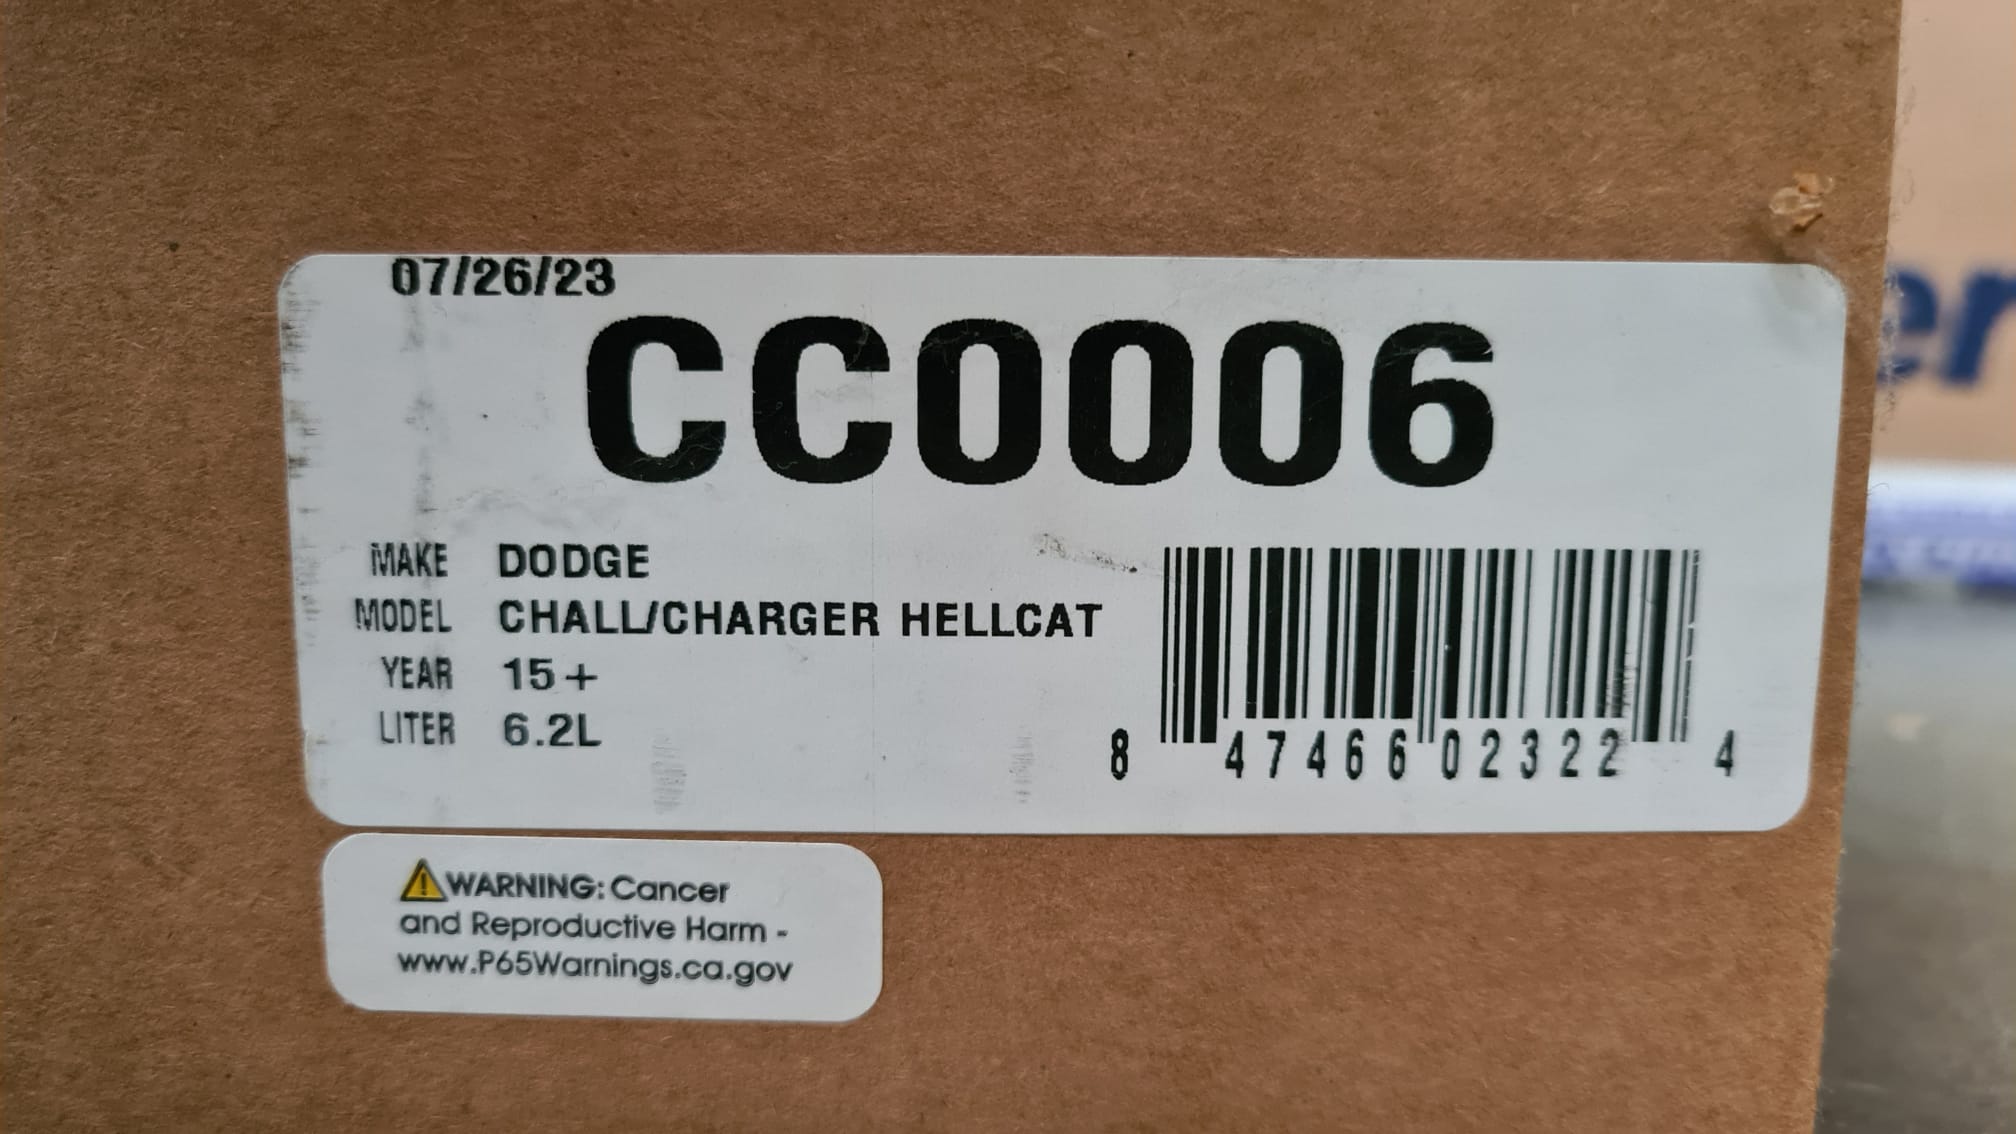 07/26/23
CC0006
MAKE DODGE
MODEL CHALL/CHARGER HELLCAT
YEAR 15+
LITER 6.2L
8 47466 02322 4
WARNING: Cancer
and Reproductive Harm -
www.P65Warnings.ca.gov
er